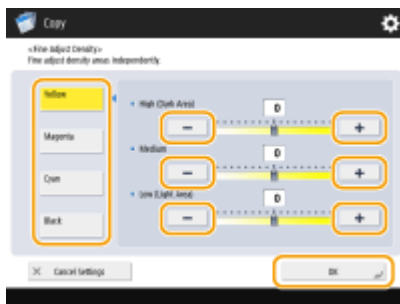 Copy
<Fine Adjust Density>
Fine adjust density areas independently.
Yellow
Magenta
Cyan
Black
• High (Dark Area)
0
− +
• Medium
0
− +
• Low (Light Area)
0
− +
× Cancel Settings
OK